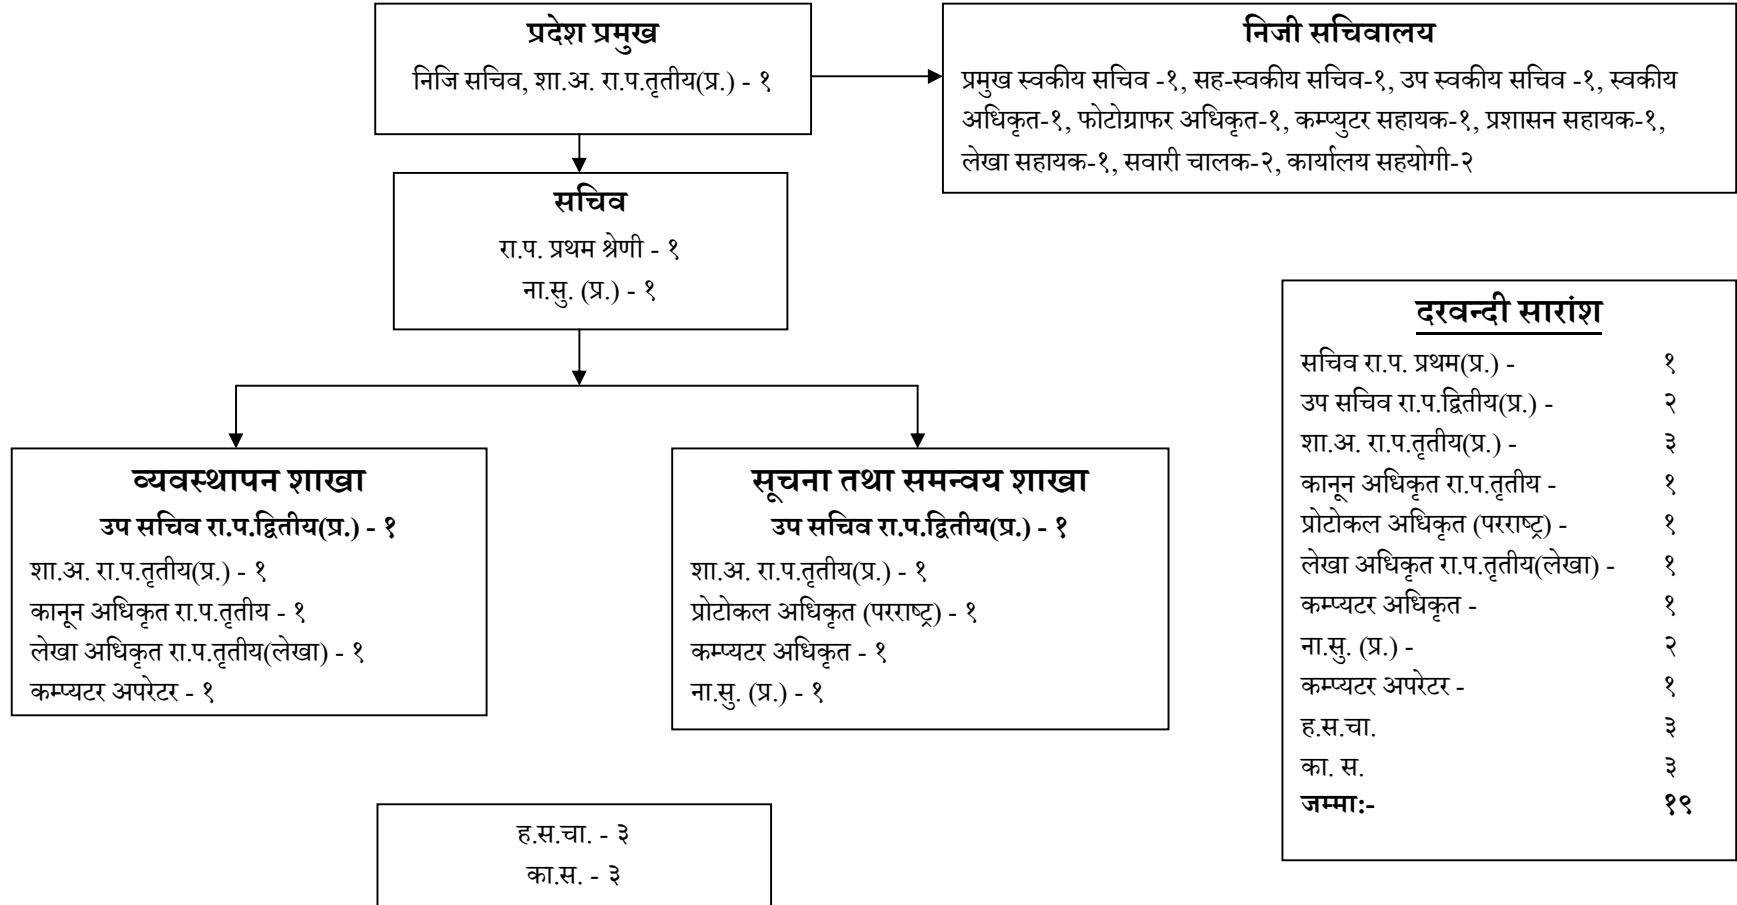 प्रदेश प्रमुख
निजि सचिव, शा.अ. रा.प.तृतीय(प्र.) - १
निजी सचिवालय
प्रमुख स्वकीय सचिव -१, सह-स्वकीय सचिव-१, उप स्वकीय सचिव -१, स्वकीय
अधिकृत-१, फोटोग्राफर अधिकृत-१, कम्प्युटर सहायक-१, प्रशासन सहायक-१,
लेखा सहायक-१, सवारी चालक-२, कार्यालय सहयोगी-२
सचिव
रा.प. प्रथम श्रेणी - १
ना.सु. (प्र.) - १
व्यवस्थापन शाखा
उप सचिव रा.प.द्वितीय(प्र.) - १
शा.अ. रा.प.तृतीय(प्र.) - १
कानून अधिकृत रा.प.तृतीय - १
लेखा अधिकृत रा.प.तृतीय(लेखा) - १
कम्प्यटर अपरेटर - १
सूचना तथा समन्वय शाखा
उप सचिव रा.प.द्वितीय(प्र.) - १
शा.अ. रा.प.तृतीय(प्र.) - १
प्रोटोकल अधिकृत (परराष्ट्र) - १
कम्प्यटर अधिकृत - १
ना.सु. (प्र.) - १
ह.स.चा. - ३
का.स. - ३
दरवन्दी सारांश
सचिव रा.प. प्रथम(प्र.) - १
उप सचिव रा.प.द्वितीय(प्र.) - २
शा.अ. रा.प.तृतीय(प्र.) - ३
कानून अधिकृत रा.प.तृतीय - १
प्रोटोकल अधिकृत (परराष्ट्र) - १
लेखा अधिकृत रा.प.तृतीय(लेखा) - १
कम्प्यटर अधिकृत - १
ना.सु. (प्र.) - २
कम्प्यटर अपरेटर - १
ह.स.चा. ३
का. स. ३
जम्मा:- १९